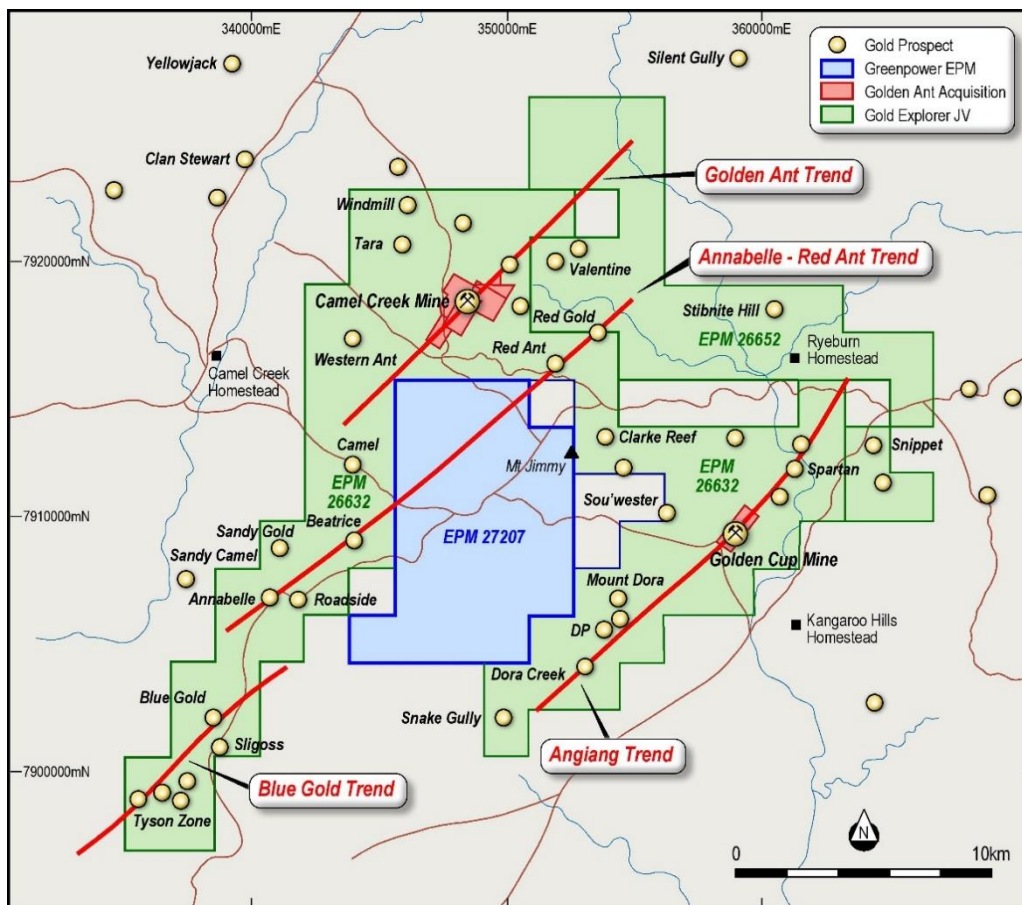 340000mE
350000mE
360000mE
Yellowjack
Silent Gully
Gold Prospect
Greenpower EPM
Golden Ant Acquisition
Gold Explorer JV
Clan Stewart
Golden Ant Trend
Windmill
Tara
Valentine
Annabelle - Red Ant Trend
7920000mN
Camel Creek Mine
Red Gold
Stibnite Hill
EPM 26652
Ryeburn
Homestead
Western Ant
Red Ant
Camel Creek
Homestead
Camel
Clarke Reef
Mt Jimmy
Snippet
EPM
26632
EPM
26632
Spartan
Sou'wester
7910000mN
Beatrice
Sandy Gold
EPM 27207
Golden Cup Mine
Sandy Camel
Mount Dora
Annabelle
Roadside
DP
Kangaroo Hills
Homestead
Dora Creek
Blue Gold
Snake Gully
Sligoss
Angiang Trend
7900000mN
Blue Gold Trend
Tyson Zone
N
0
10km